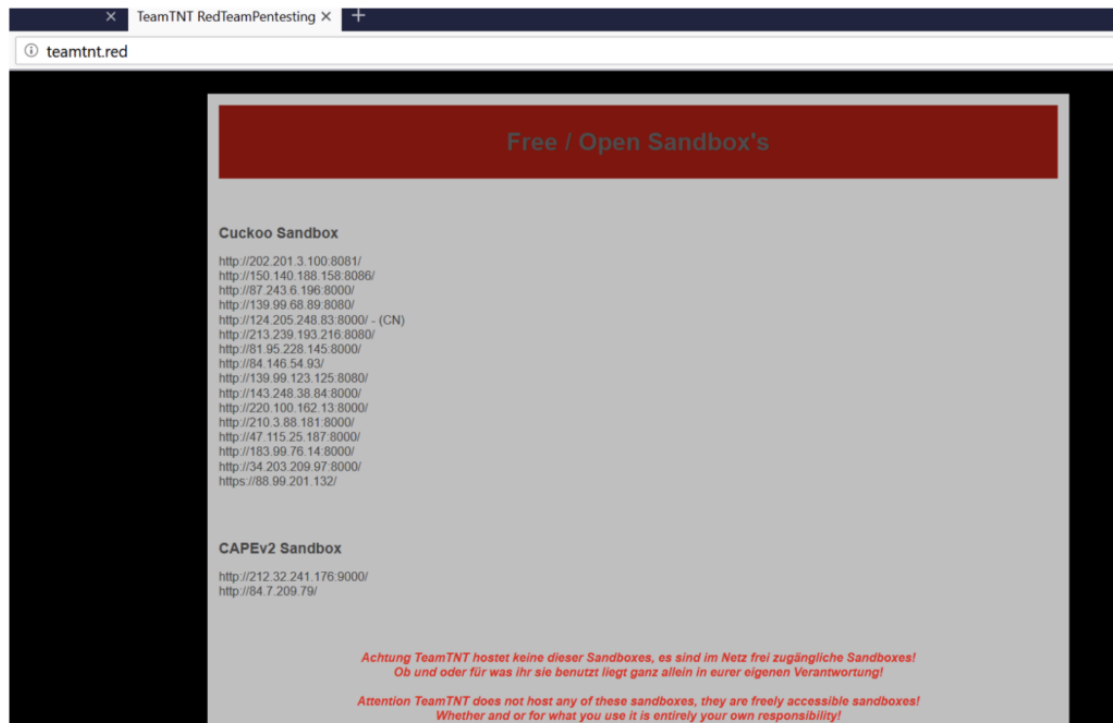 TeamTNT RedTeamPentesting
teamtnt.red
Free / Open Sandbox's
Cuckoo Sandbox
http://202.201.3.100:8081/
http://150.140.188.158:8086/
http://87.243.6.196:8000/
http://139.99.68.89:8080/
http://124.205.248.83:8000/ - (CN)
http://213.239.193.216:8080/
http://81.95.228.145:8000/
http://84.146.54.93/
http://139.99.123.125:8080/
http://143.248.38.84:8000/
http://220.100.162.13:8000/
http://210.3.88.181:8000/
http://47.115.25.187:8000/
http://183.99.76.14:8000/
http://34.203.209.97:8000/
https://88.99.201.132/
CAPEv2 Sandbox
http://212.32.241.176:9000/
http://84.7.209.79/
Achtung TeamTNT hostet keine dieser Sandboxes, es sind im Netz frei zugängliche Sandboxes!
Ob und oder für was ihr sie benutzt liegt ganz allein in eurer eigenen Verantwortung!
Attention TeamTNT does not host any of these sandboxes, they are freely accessible sandboxes!
Whether and or for what you use it is entirely your own responsibility!